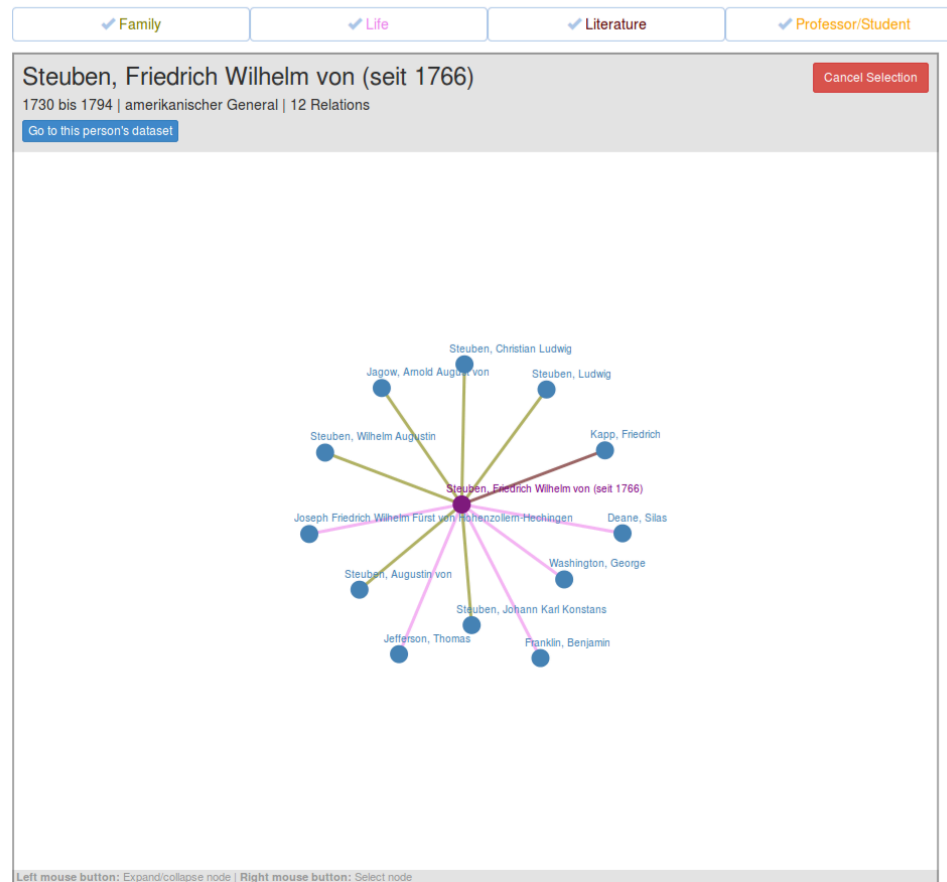 Family
Life
Literature
Professor/Student
Steuben, Friedrich Wilhelm von (seit 1766)
Cancel Selection
1730 bis 1794 | amerikanischer General | 12 Relations
Go to this person's dataset
Steuben, Christian Ludwig
Jagow, Arnold August von
Steuben, Ludwig
Steuben, Wilhelm Augustin
Kapp, Friedrich
Steuben, Friedrich Wilhelm von (seit 1766)
Joseph Friedrich Wilhelm Fürst von Hohenzollern-Hechingen
Deane, Silas
Washington, George
Steuben, Augustin von
Steuben, Johann Karl Konstans
Jefferson, Thomas
Franklin, Benjamin
Left mouse button: Expand/collapse node | Right mouse button: Select node